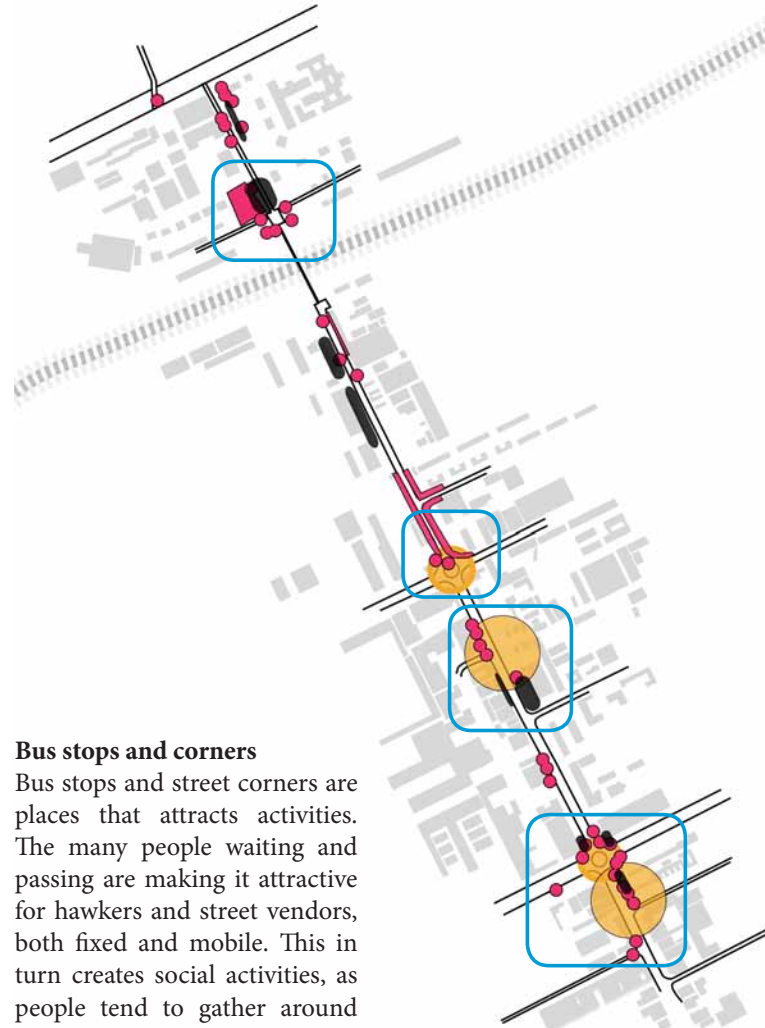 Bus stops and corners
Bus stops and street corners are
places that attracts activities.
The many people waiting and
passing are making it attractive
for hawkers and street vendors,
both fixed and mobile. This in
turn creates social activities, as
people tend to gather around